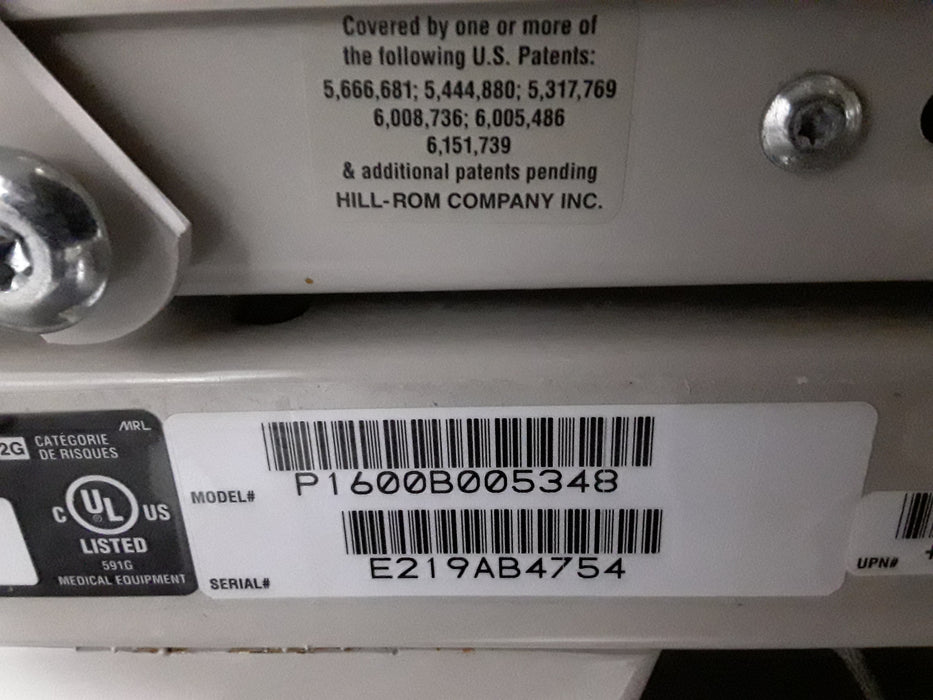 Covered by one or more of
the following U.S. Patents:
5,666,681; 5,444,880; 5,317,769
6,008,736; 6,005,486
6,151,739
& additional patents pending
HILL-ROM COMPANY INC.
MRL
2G CATÉGORIE
DE RISQUES
C UL ® US
LISTED
591G
MEDICAL EQUIPMENT
MODEL# P1600B005348
SERIAL# E219AB4754
UPN#